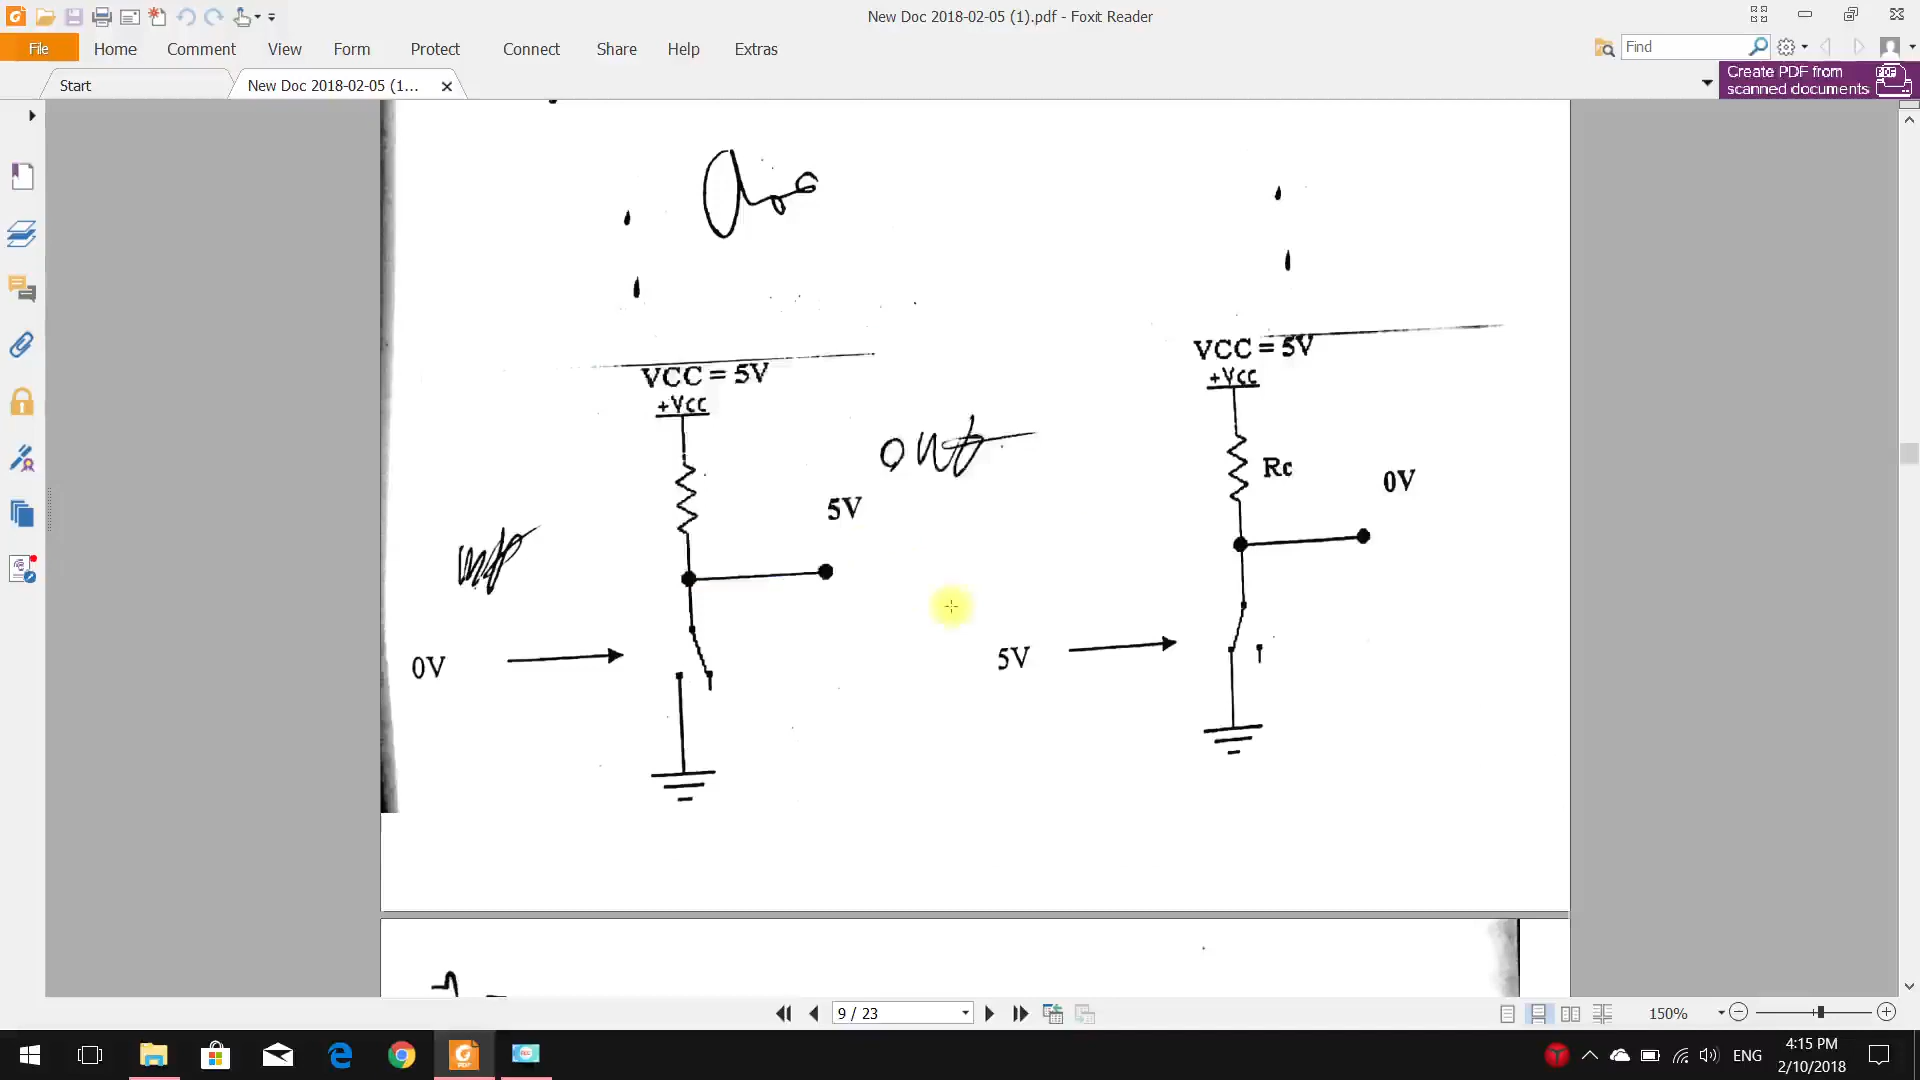 New Doc 2018-02-05 (1).pdf - Foxit Reader
File Home Comment View Form Protect Connect Share Help Extras
Find
Start
New Doc 2018-02-05 (1...
Create PDF from
scanned documents
VCC = 5V
+Vcc
5V
0V
VCC = 5V
+Vcc
Rc
0V
5V
9 / 23
150%
ENG
4:15 PM
2/10/2018